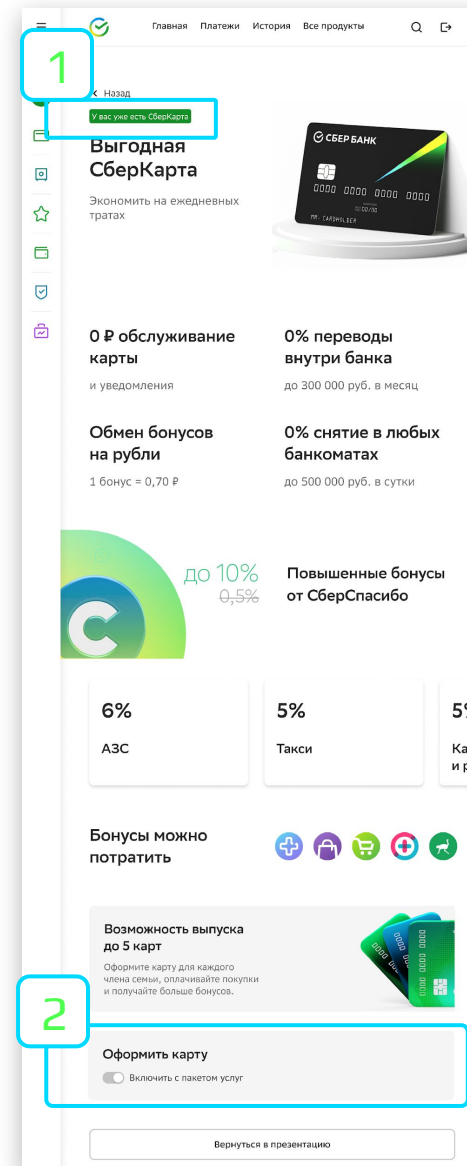 Главная Платежи История Все продукты
1
Назад
У вас уже есть СберКарта
Выгодная
СберКарта
Экономить на ежедневных
тратах
СБЕР БАНК
0000 0000 0000 0000
00/00
MR. CARDHOLDER
0 ₽ обслуживание
карты
и уведомления
0% переводы
внутри банка
до 300 000 руб. в месяц
Обмен бонусов
на рубли
1 бонус = 0,70 ₽
0% снятие в любых
банкоматах
до 500 000 руб. в сутки
до 10%
0,5%
Повышенные бонусы
от СберСпасибо
6%
АЗС
5%
Такси
Бонусы можно
потратить
Возможность выпуска
до 5 карт
Оформите карту для каждого
члена семьи, оплачивайте покупки
и получайте больше бонусов.
2
Оформить карту
Включить с пакетом услуг
Вернуться в презентацию